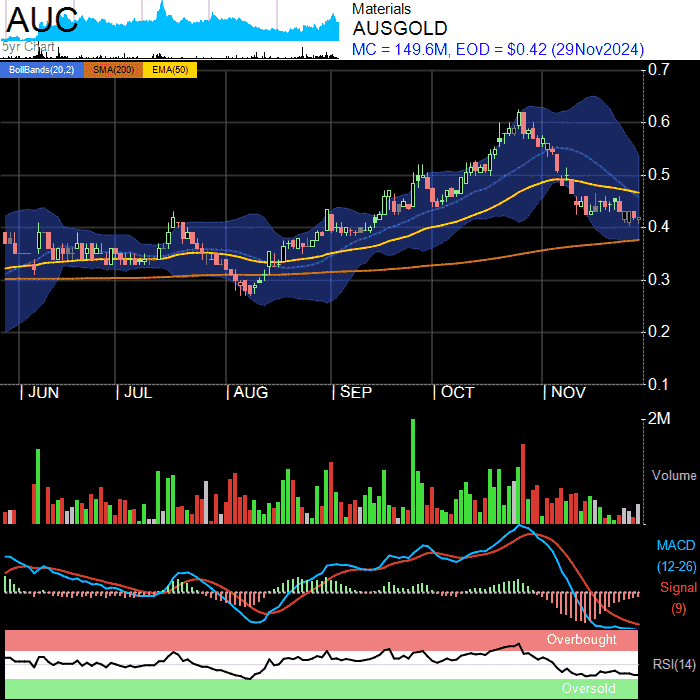 AUC
5yr Chart
Materials
AUSGOLD
MC = 149.6M, EOD = $0.42 (29Nov2024)
BollBands(20,2) SMA(200) EMA(50)
0.7
0.6
0.5
0.4
0.3
0.2
0.1
| JUN | JUL | AUG | SEP | OCT | NOV
2M
Volume
MACD
(12-26)
Signal
(9)
Overbought
RSI(14)
Oversold